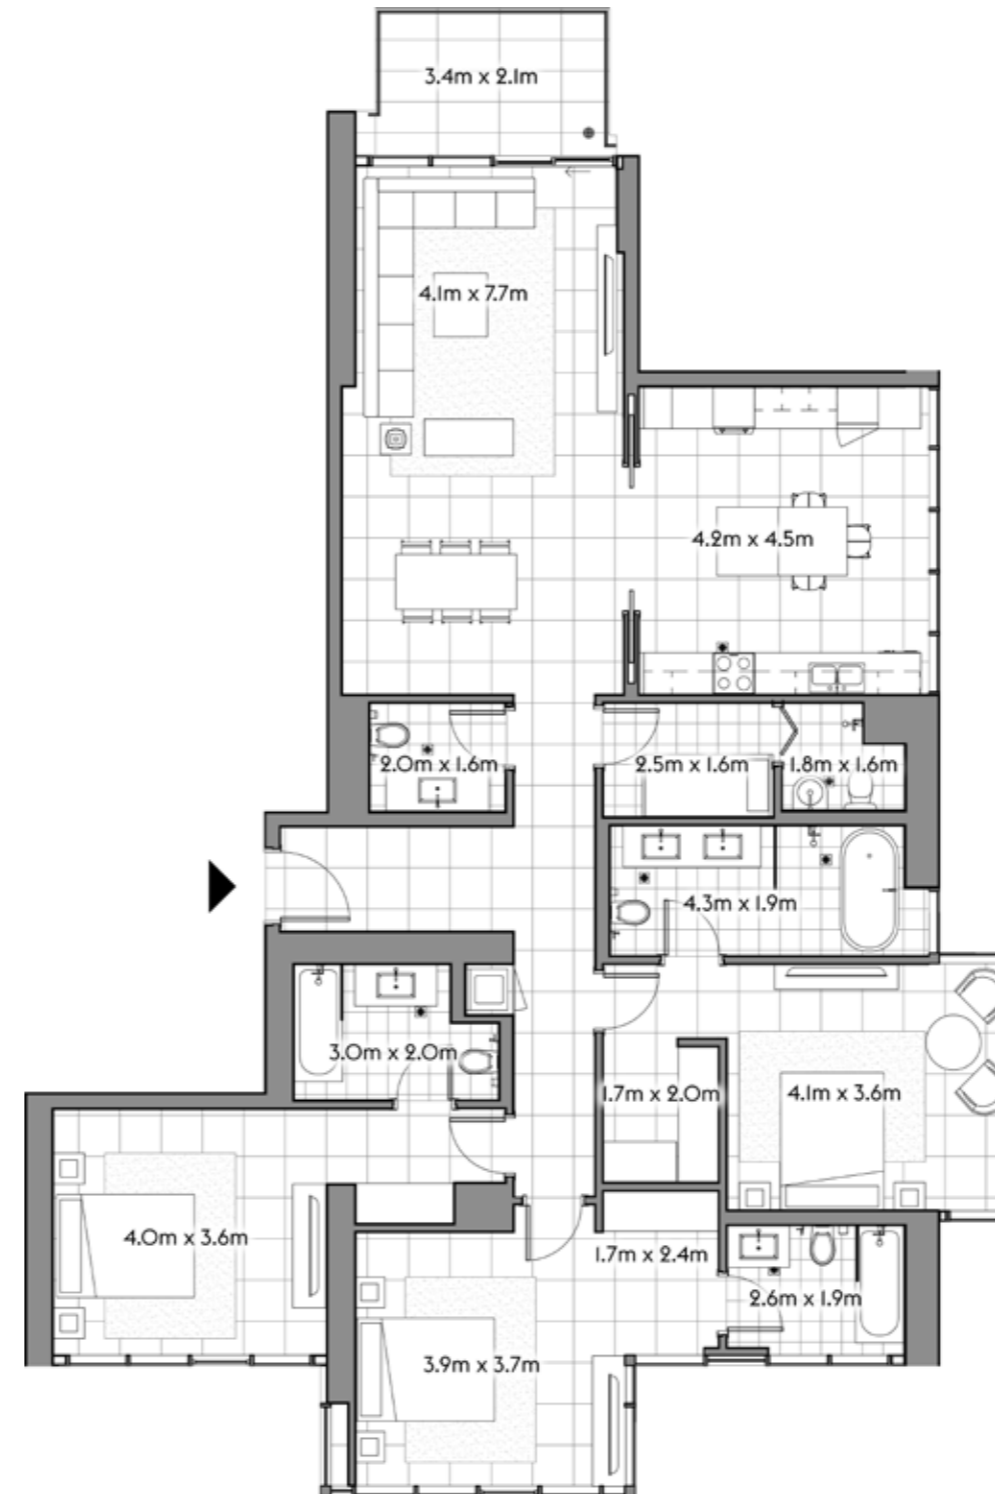 3.4m x 2.1m
4.1m x 7.7m
4.2m x 4.5m
2.0m x 1.6m
2.5m x 1.6m
1.8m x 1.6m
4.3m x 1.9m
3.0m x 2.0m
1.7m x 2.0m
4.1m x 3.6m
4.0m x 3.6m
1.7m x 2.4m
2.6m x 1.9m
3.9m x 3.7m